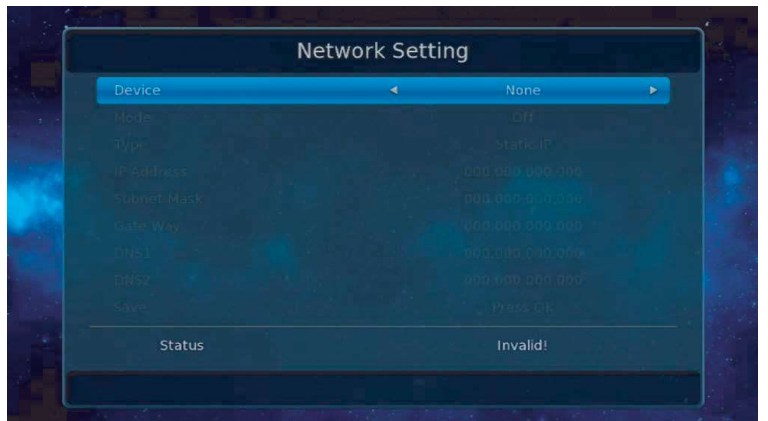 Network Setting
Device ◄ None ►
Mode Off
Type Static IP
IP Address 000.000.000.000
Subnet Mask 000.000.000.000
Gate Way 000.000.000.000
DNS1 000.000.000.000
DNS2 000.000.000.000
Save Press OK
Status Invalid!